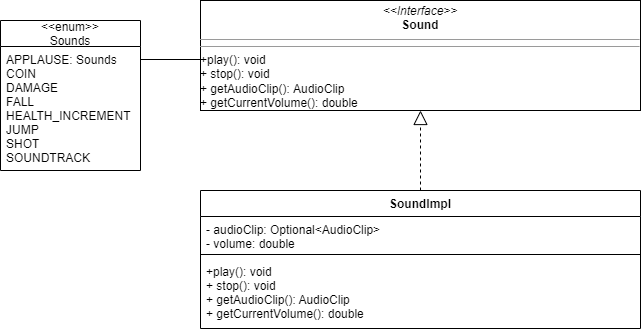 <<enum>>
Sounds
APPLAUSE: Sounds
COIN
DAMAGE
FALL
HEALTH_INCREMENT
JUMP
SHOT
SOUNDTRACK
<<Interface>>
Sound
+play(): void
+ stop(): void
+ getAudioClip(): AudioClip
+ getCurrentVolume(): double
SoundImpl
- audioClip: Optional<AudioClip>
- volume: double
+play(): void
+ stop(): void
+ getAudioClip(): AudioClip
+ getCurrentVolume(): double